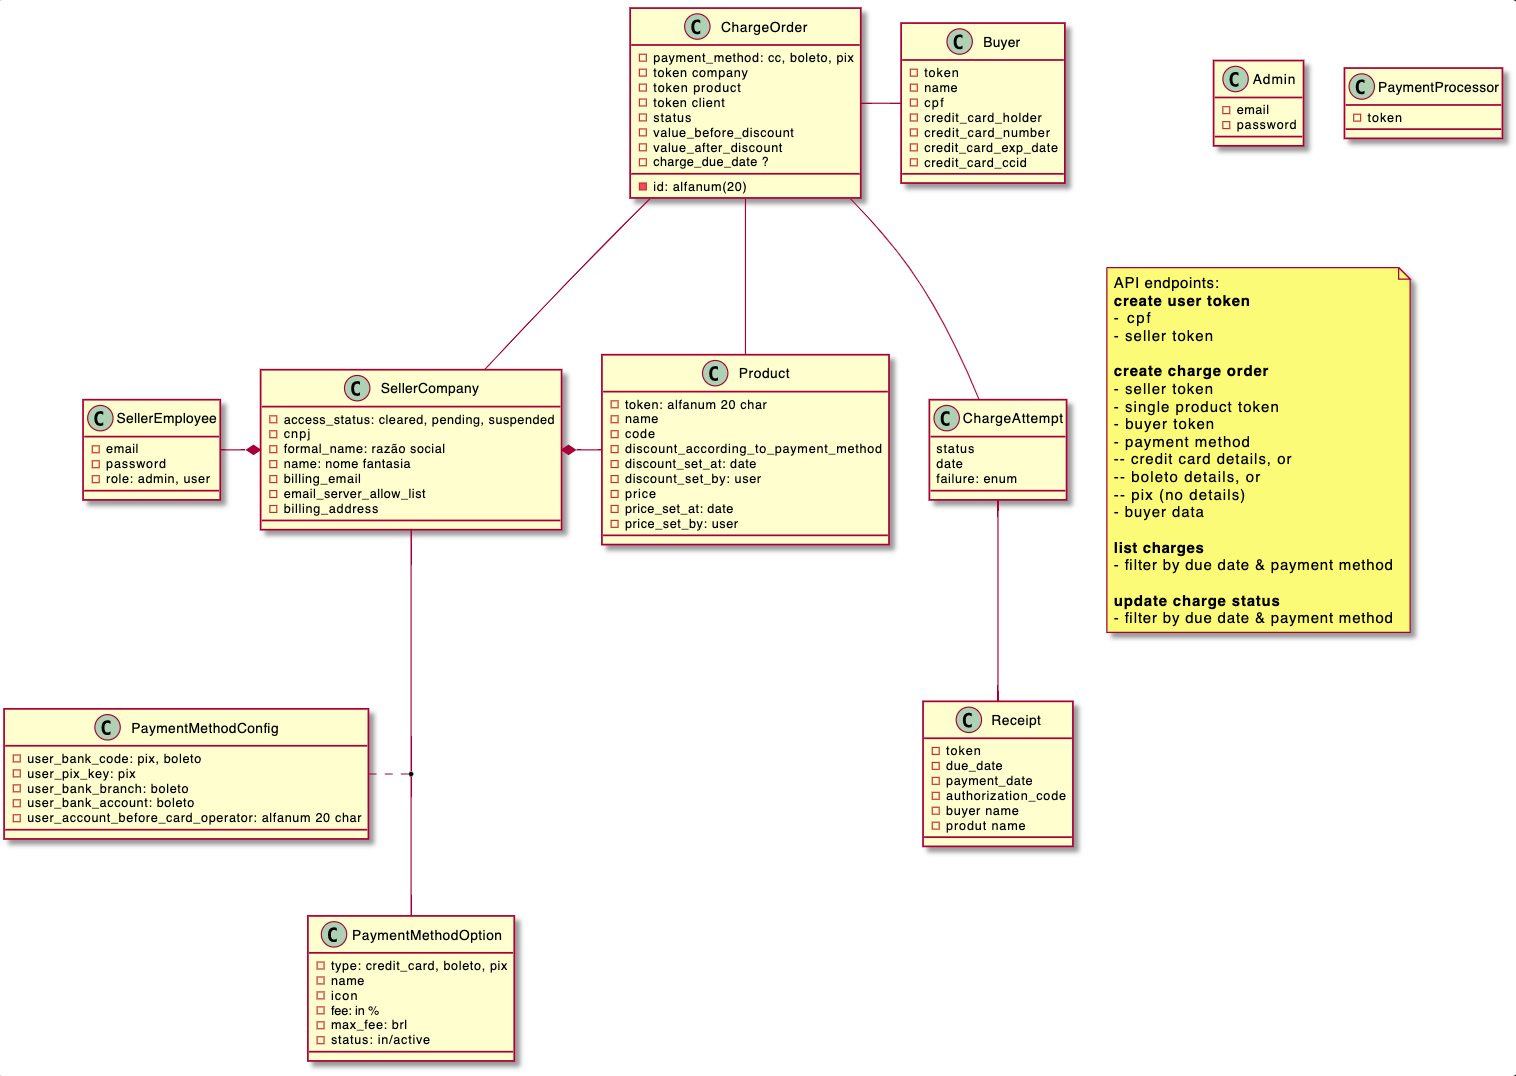 C ChargeOrder
payment_method: cc, boleto, pix
token company
token product
token client
status
value_before_discount
value_after_discount
charge_due_date ?
id: alfanum(20)
C Buyer
token
name
cpf
credit_card_holder
credit_card_number
credit_card_exp_date
credit_card_ccid
C Admin
email
password
C PaymentProcessor
token
API endpoints:
create user token
- cpf
- seller token
create charge order
- seller token
- single product token
- buyer token
- payment method
-- credit card details, or
-- boleto details, or
-- pix (no details)
- buyer data
list charges
- filter by due date & payment method
update charge status
- filter by due date & payment method
C SellerEmployee
email
password
role: admin, user
C SellerCompany
access_status: cleared, pending, suspended
cnpj
formal_name: razão social
name: nome fantasia
billing_email
email_server_allow_list
billing_address
C Product
token: alfanum 20 char
name
code
discount_according_to_payment_method
discount_set_at: date
discount_set_by: user
price
price_set_at: date
price_set_by: user
C ChargeAttempt
status
date
failure: enum
C PaymentMethodConfig
user_bank_code: pix, boleto
user_pix_key: pix
user_bank_branch: boleto
user_bank_account: boleto
user_account_before_card_operator: alfanum 20 char
C Receipt
token
due_date
payment_date
authorization_code
buyer name
produt name
C PaymentMethodOption
type: credit_card, boleto, pix
name
icon
fee: in %
max_fee: brl
status: in/active